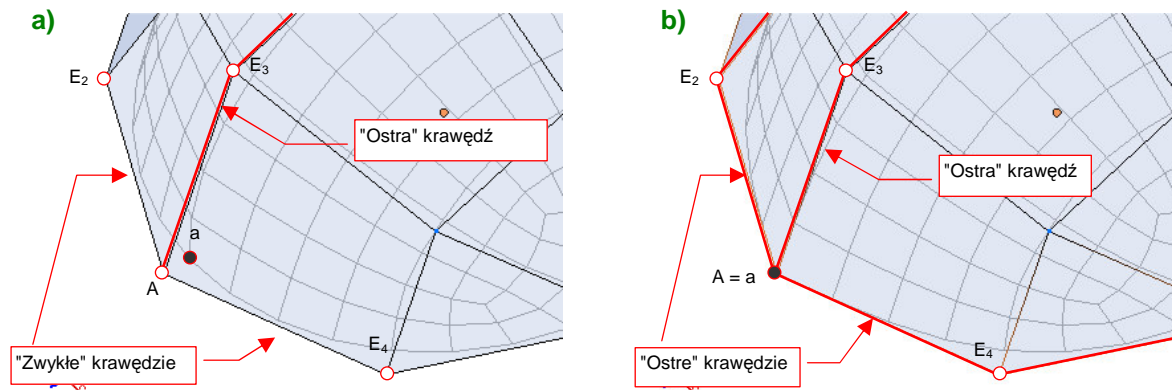 a)
E2
E3
"Ostra" krawędź
a
A
E4
"Zwykłe" krawędzie
b)
E2
E3
"Ostra" krawędź
A = a
E4
"Ostre" krawędzie